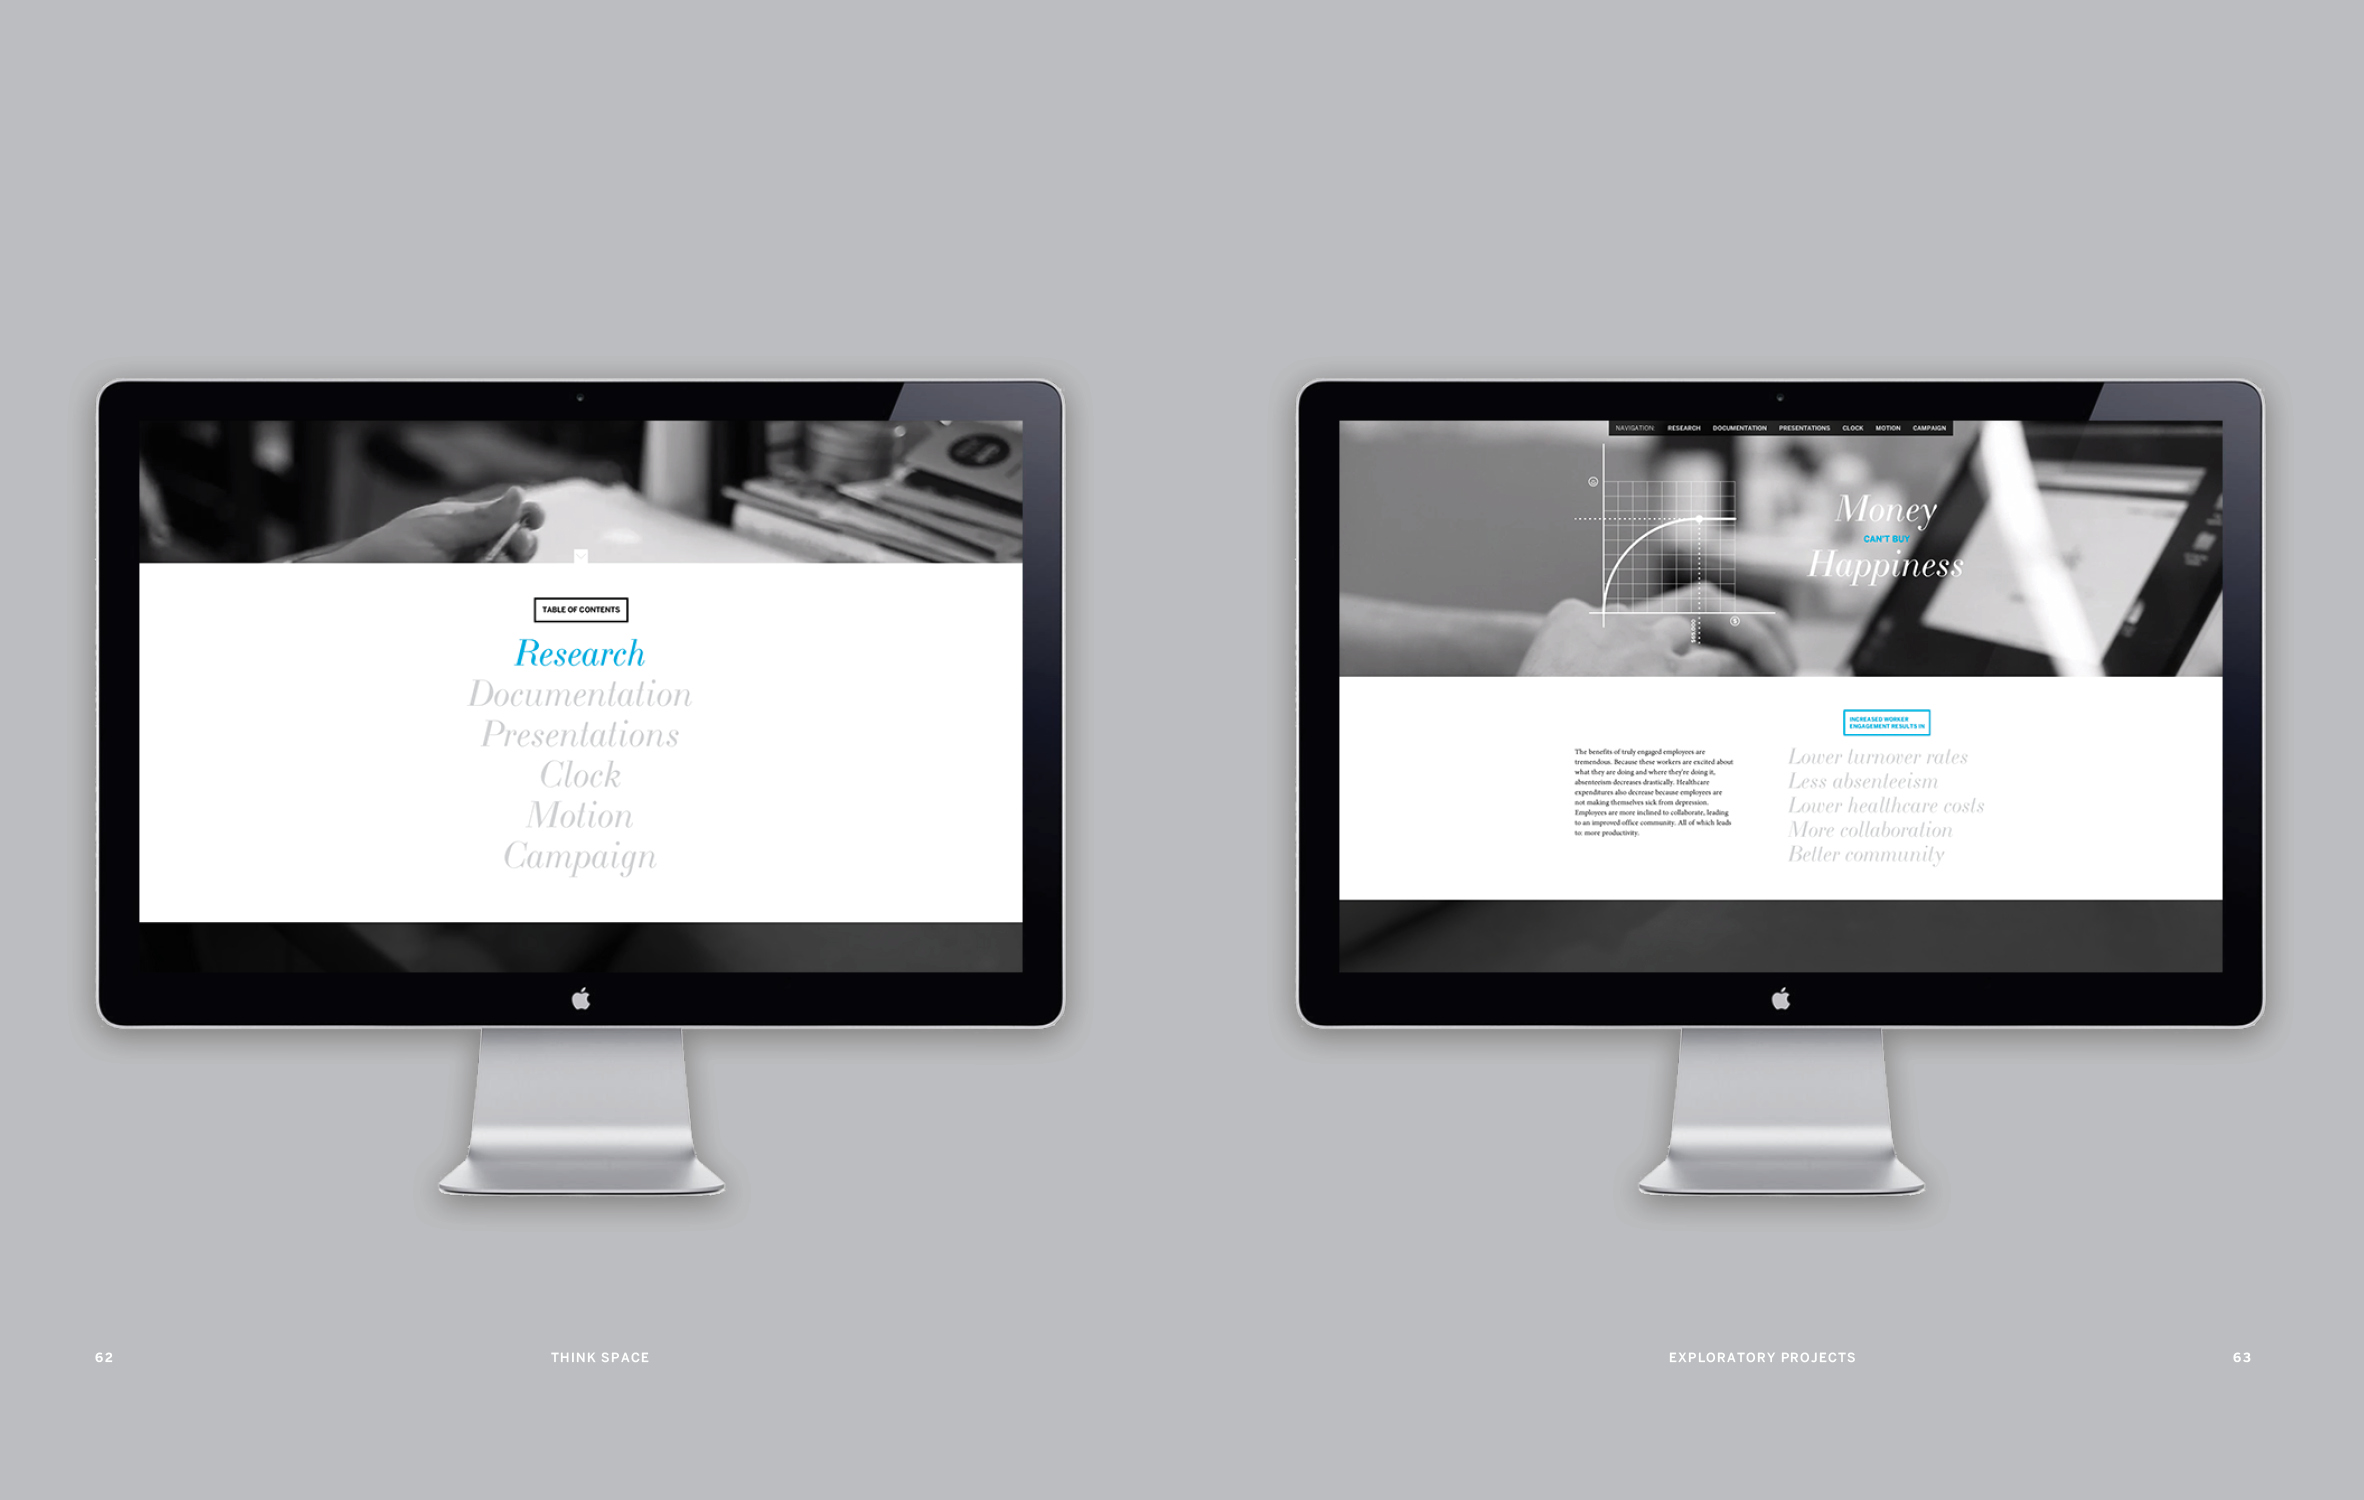 TABLE OF CONTENTS
Research
Documentation
Presentations
Clock
Motion
Campaign
NAVIGATION: RESEARCH DOCUMENTATION PRESENTATIONS CLOCK MOTION CAMPAIGN
Money
CAN'T BUY
Happiness
$
The benefits of truly engaged employees are
tremendous. Because these workers are excited about
what they are doing and where they're doing it,
absenteeism decreases drastically. Healthcare
expenditures also decrease because employees are
not making themselves sick from depression.
Employees are more inclined to collaborate, leading
to an improved office community. All of which leads
to: more productivity.
INCREASED WORKER
ENGAGEMENT RESULTS IN
Lower turnover rates
Less absenteeism
Lower healthcare costs
More collaboration
Better community
62
THINK SPACE
EXPLORATORY PROJECTS
63